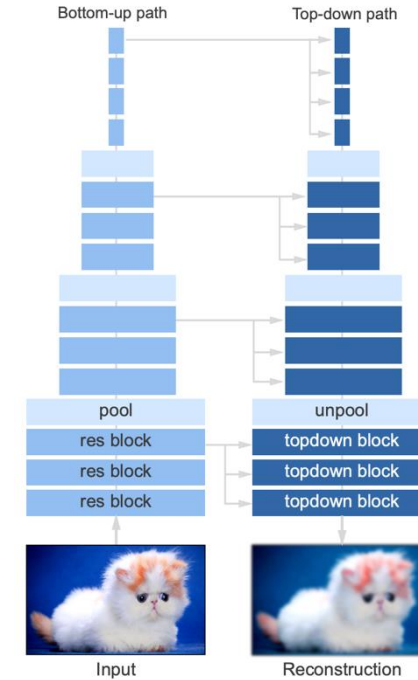 Bottom-up path
Top-down path
pool
unpool
res block
topdown block
res block
topdown block
res block
topdown block
Input
Reconstruction